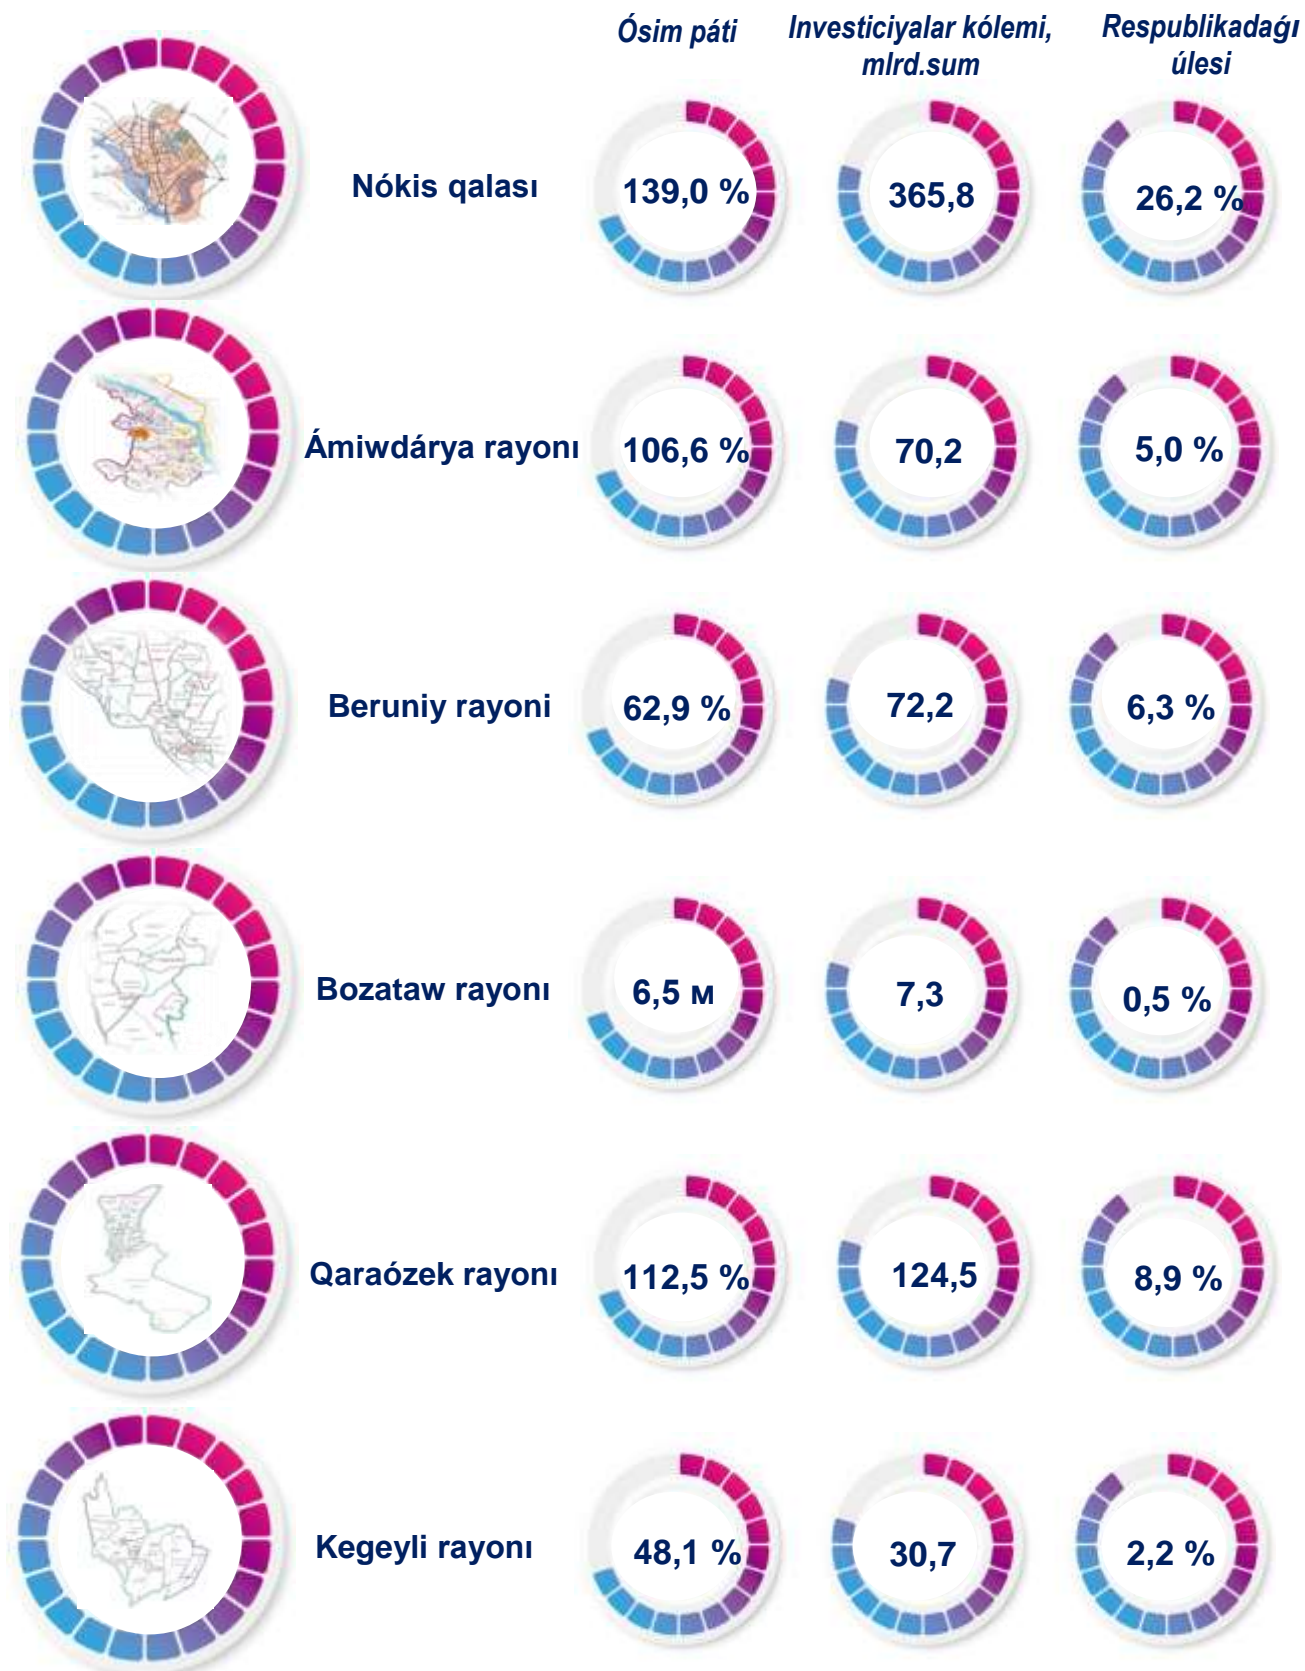 Ósim páti
Investiciyalar kólemi,
mlrd.sum
Respublikadaǵı
úlesi
Nókis qalası
139,0 %
365,8
26,2 %
Ámiwdárya rayonı
106,6 %
70,2
5,0 %
Beruniy rayoni
62,9 %
72,2
6,3 %
Bozataw rayonı
6,5 м
7,3
0,5 %
Qaraózek rayonı
112,5 %
124,5
8,9 %
Kegeyli rayonı
48,1 %
30,7
2,2 %